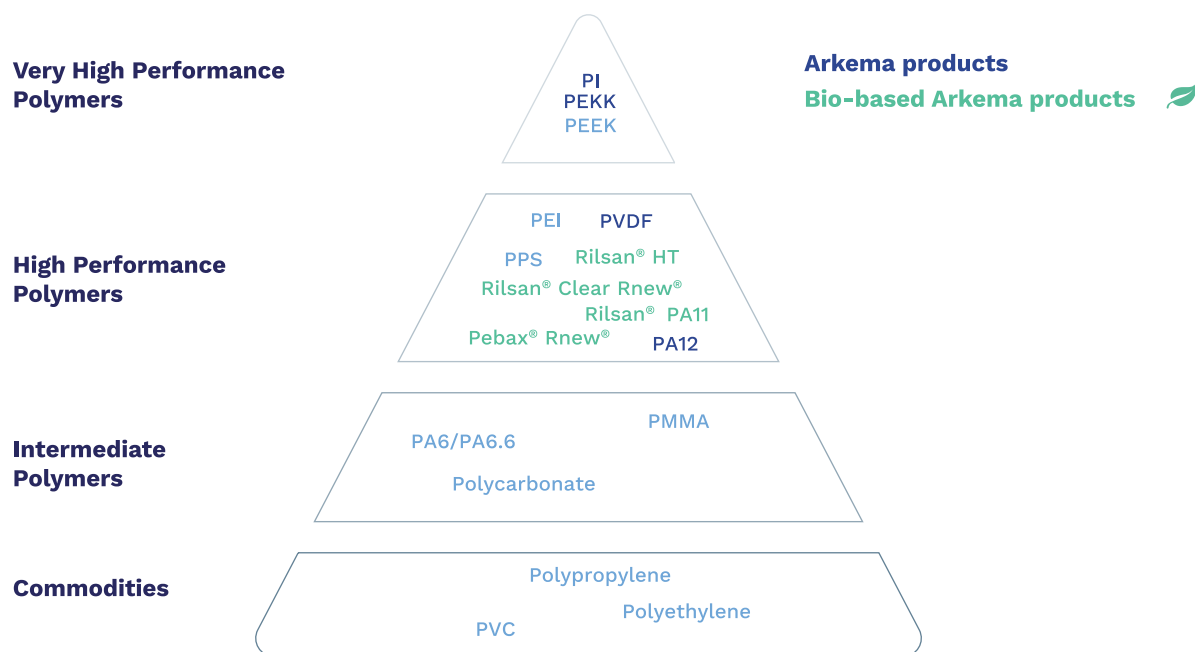 Very High Performance
Polymers
PI
PEKK
PEEK
Arkema products
Bio-based Arkema products
High Performance
Polymers
PEI PVDF
PPS Rilsan® HT
Rilsan® Clear Rnew®
Rilsan® PA11
Pebax® Rnew®
PA12
Intermediate
Polymers
PMMA
PA6/PA6.6
Polycarbonate
Commodities
Polypropylene
Polyethylene
PVC